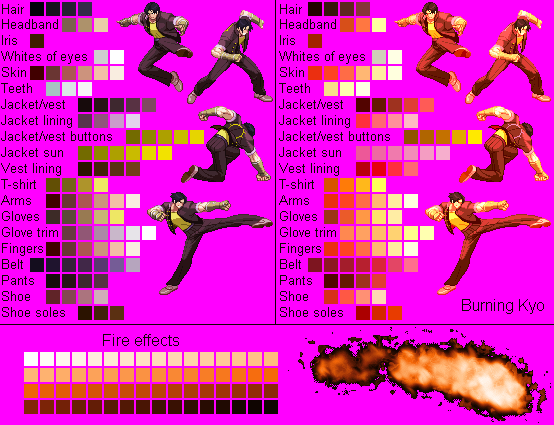 Hair
Headband
Iris
Whites of eyes
Skin
Teeth
Jacket/vest
Jacket lining
Jacket/vest buttons
Jacket sun
Vest lining
T-shirt
Arms
Gloves
Glove trim
Fingers
Belt
Pants
Shoe
Shoe soles
Hair
Headband
Iris
Whites of eyes
Skin
Teeth
Jacket/vest
Jacket lining
Jacket/vest buttons
Jacket sun
Vest lining
T-shirt
Arms
Gloves
Glove trim
Fingers
Belt
Pants
Shoe
Shoe soles
Burning Kyo
Fire effects